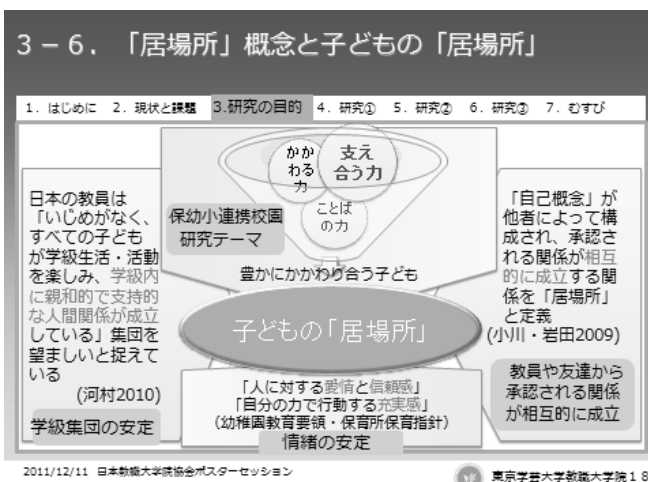 3－6．「居場所」概念と子どもの「居場所」
1．はじめに 2．現状と課題 3.研究の目的 4．研究① 5．研究② 6．研究③ 7．むすび
かか
わる
力
支え
合う力
ことば
の力
保幼小連携校園
研究テーマ
豊かにかかわり合う子ども
日本の教員は
「いじめがなく、
すべての子ども
が学級生活・活動
を楽しみ、学級内
に親和的で支持的
な人間関係が成立
している」集団を
望ましいと捉えて
いる
(河村2010)
学級集団の安定
子どもの「居場所」
「自己概念」が
他者によって構
成され、承認さ
れる関係が相互
的に成立する関
係を「居場所」
と定義
(小川・岩田2009)
教員や友達から
承認される関係
が相互的に成立
「人に対する愛情と信頼感」
「自分の力で行動する充実感」
(幼稚園教育要領・保育所保育指針)
情緒の安定
2011/12/11 日本教職大学院協会ポスターセッション
東京学芸大学教職大学院18